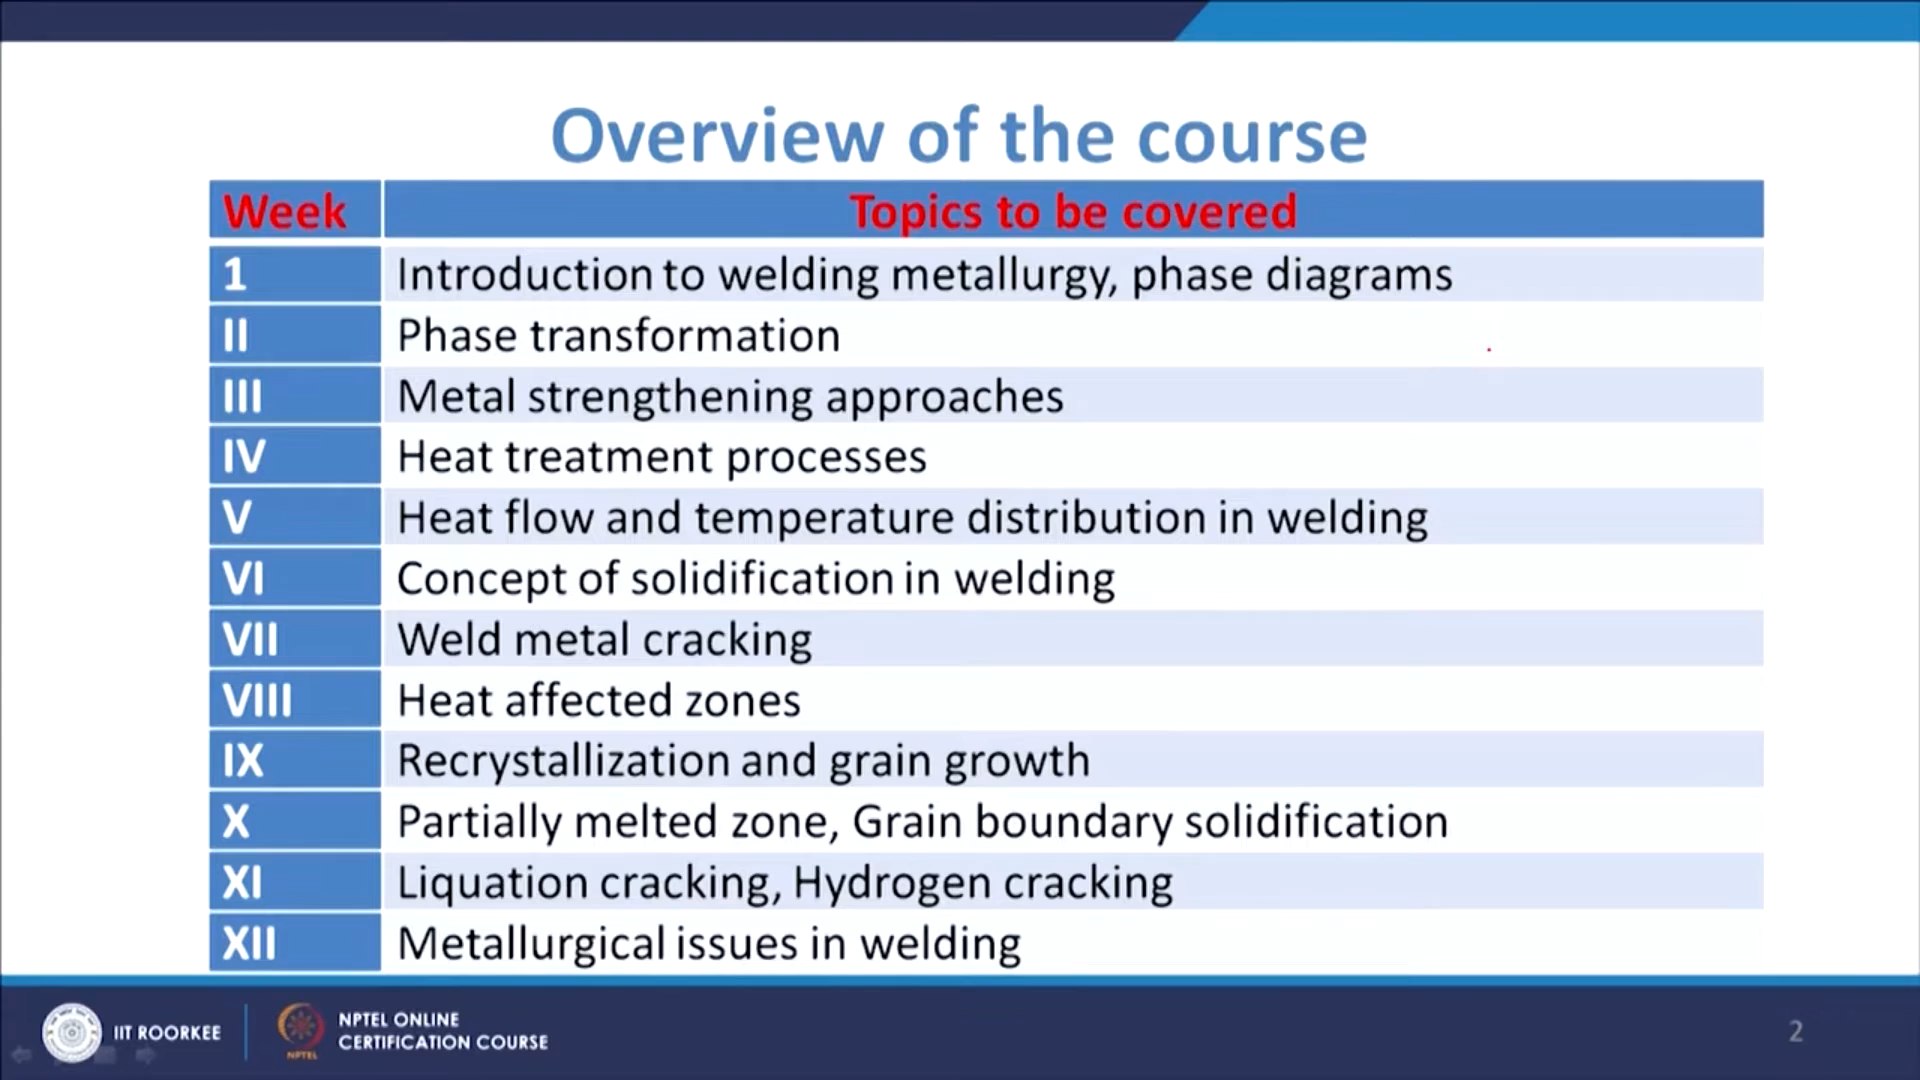 Overview of the course
Week Topics to be covered
1 Introduction to welding metallurgy, phase diagrams
II Phase transformation
III Metal strengthening approaches
IV Heat treatment processes
V Heat flow and temperature distribution in welding
VI Concept of solidification in welding
VII Weld metal cracking
VIII Heat affected zones
IX Recrystallization and grain growth
X Partially melted zone, Grain boundary solidification
XI Liquation cracking, Hydrogen cracking
XII Metallurgical issues in welding
IIT ROORKEE
NPTEL
NPTEL ONLINE
CERTIFICATION COURSE
2